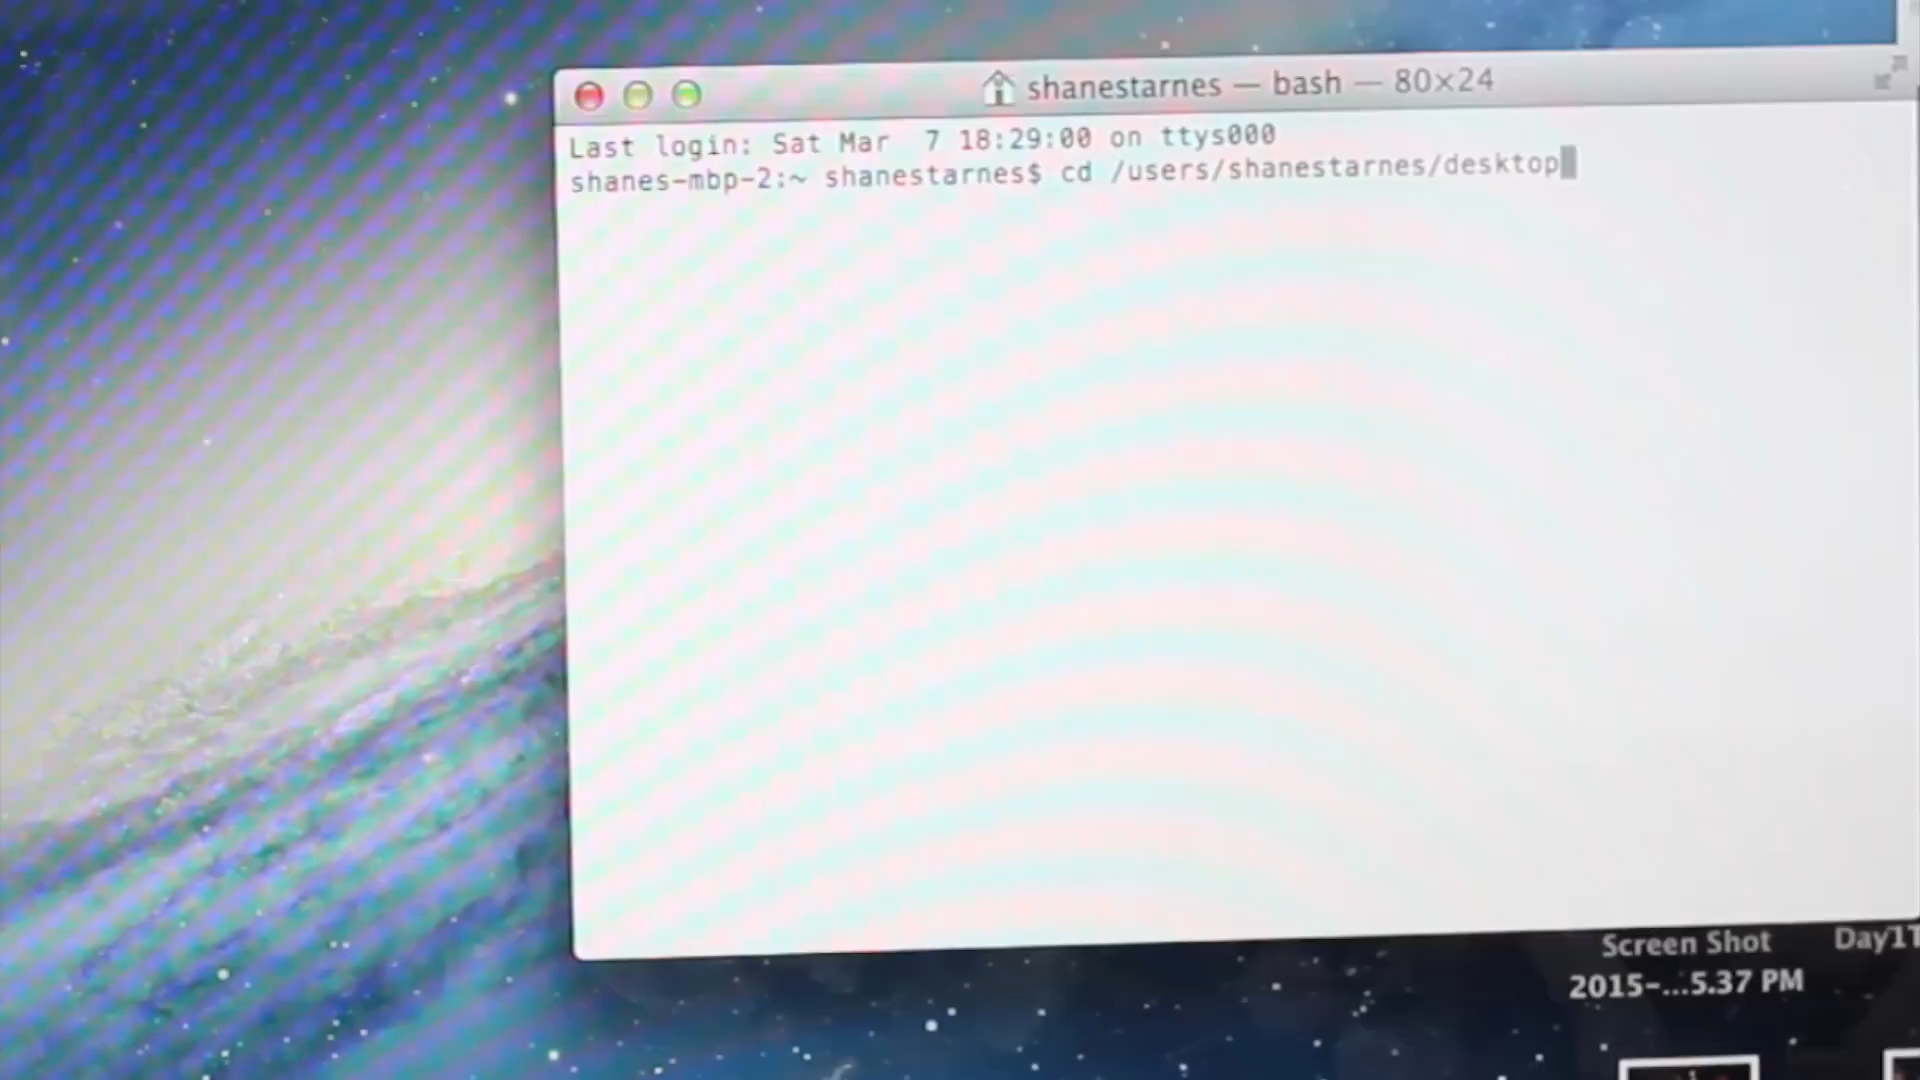 shanestarnes — bash — 80×24
Last login: Sat Mar  7 18:29:00 on ttys000
shanes-mbp-2:~ shanestarnes$ cd /users/shanestarnes/desktop
Screen Shot
2015-...5.37 PM
Day1T